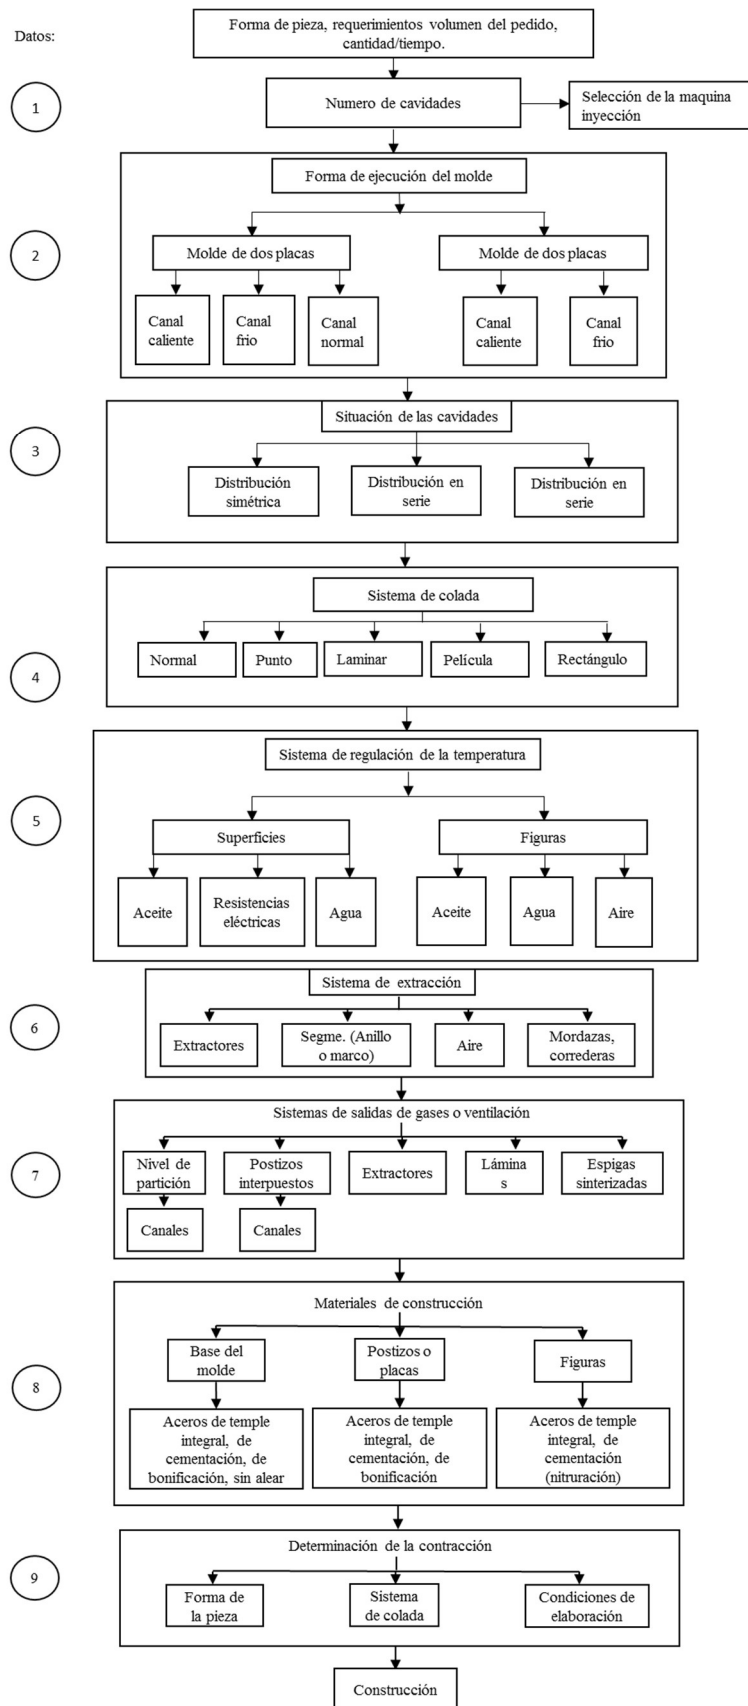 Datos:
Forma de pieza, requerimientos volumen del pedido,
cantidad/tiempo.
1
Numero de cavidades
Selección de la maquina
inyección
2
Forma de ejecución del molde
Molde de dos placas
Molde de dos placas
Canal
caliente
Canal
frio
Canal
normal
Canal
caliente
Canal
frio
3
Situación de las cavidades
Distribución
simétrica
Distribución en
serie
Distribución en
serie
4
Sistema de colada
Normal
Punto
Laminar
Película
Rectángulo
5
Sistema de regulación de la temperatura
Superficies
Figuras
Aceite
Resistencias
eléctricas
Agua
Aceite
Agua
Aire
6
Sistema de extracción
Extractores
Segme. (Anillo
o marco)
Aire
Mordazas,
correderas
7
Sistemas de salidas de gases o ventilación
Nivel de
partición
Postizos
interpuestos
Extractores
Lámina
s
Espigas
sinterizadas
Canales
Canales
8
Materiales de construcción
Base del
molde
Postizos o
placas
Figuras
Aceros de temple
integral, de
cementación, de
bonificación, sin alear
Aceros de temple
integral, de
cementación, de
bonificación
Aceros de temple
integral, de
cementación
(nitruración)
9
Determinación de la contracción
Forma de
la pieza
Sistema
de colada
Condiciones de
elaboración
Construcción